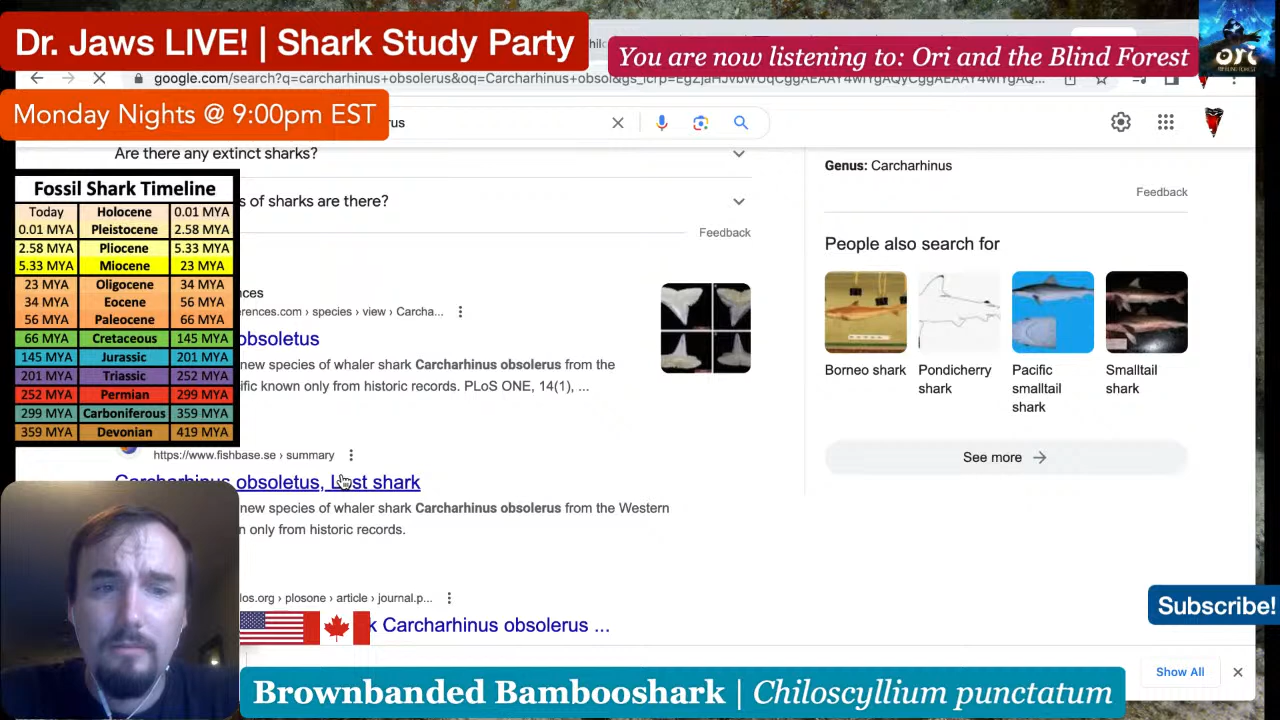 Dr. Jaws LIVE! | Shark Study Party
You are now listening to: Ori and the Blind Forest
ori
google.com/search?q=carcharhinus+obsolerus&oq=Carcharhinus+obsol
Monday Nights @ 9:00pm EST
rus
Are there any extinct sharks?
s of sharks are there?
Feedback
Genus: Carcharhinus
Feedback
People also search for
Borneo shark
Pondicherry shark
Pacific smalltail shark
Smalltail shark
See more
Fossil Shark Timeline
Today Holocene 0.01 MYA
0.01 MYA Pleistocene 2.58 MYA
2.58 MYA Pliocene 5.33 MYA
5.33 MYA Miocene 23 MYA
23 MYA Oligocene 34 MYA
34 MYA Eocene 56 MYA
56 MYA Paleocene 66 MYA
66 MYA Cretaceous 145 MYA
145 MYA Jurassic 201 MYA
201 MYA Triassic 252 MYA
252 MYA Permian 299 MYA
299 MYA Carboniferous 359 MYA
359 MYA Devonian 419 MYA
nces
erences.com › species › view › Carcha...
obsoletus
new species of whaler shark Carcharhinus obsolerus from the
ific known only from historic records. PLoS ONE, 14(1), ...
https://www.fishbase.se › summary
Carcharhinus obsoletus, Lost shark
new species of whaler shark Carcharhinus obsolerus from the Western
n only from historic records.
los.org › plosone › article › journal.p...
k Carcharhinus obsolerus ...
Subscribe!
Show All
Brownbanded Bambooshark | Chiloscyllium punctatum